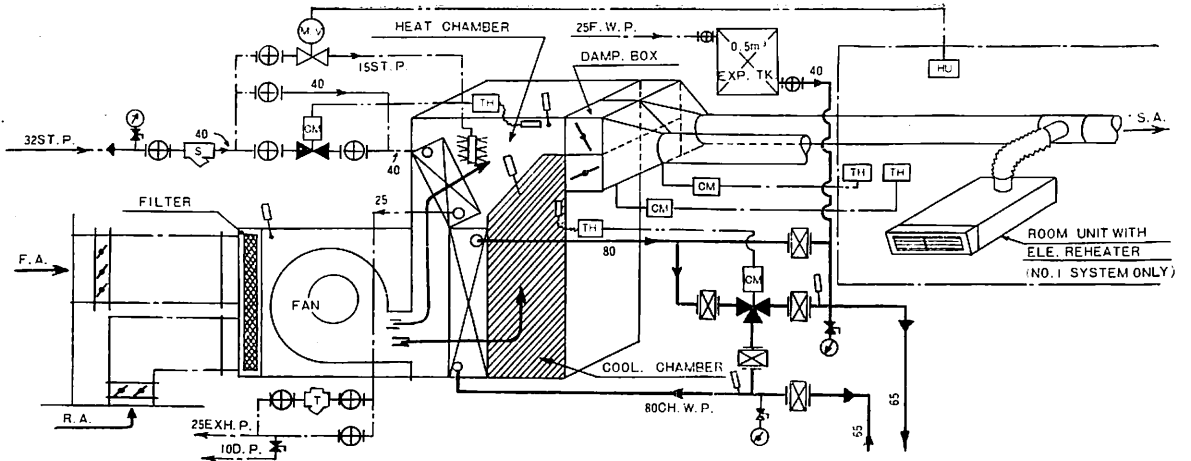 HEAT CHAMBER
25F.W.P.
M V
0.5m³
EXP. TK.
40
DAMP. BOX
HU
15ST.P.
40
TH
CM
40
32ST.P.
S
40
S.A.
25
CM
TH
TH
CM
FILTER
TH
80
ROOM UNIT WITH
ELE. REHEATER
(NO.1 SYSTEM ONLY)
F.A.
CM
FAN
COOL. CHAMBER
T
80CH.W.P.
65
65
R.A.
25EXH.P.
10D.P.